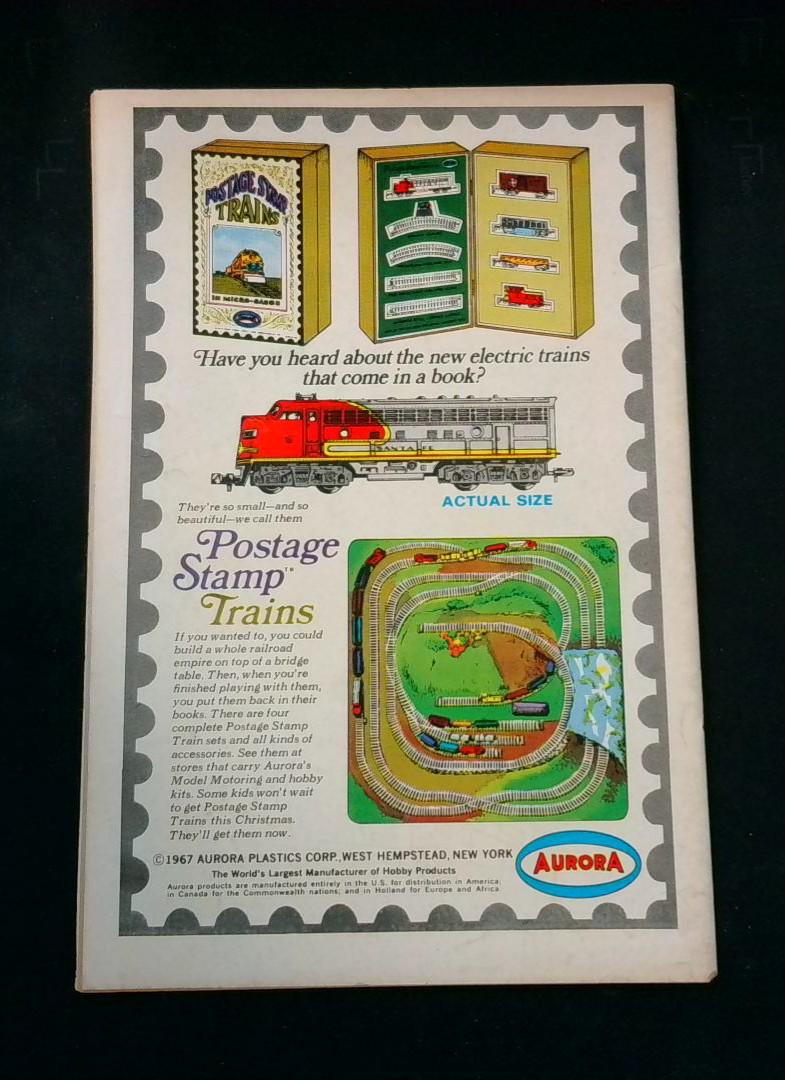 POSTAGE STAMP
TRAINS
IN MICRO-GAUGE
Have you heard about the new electric trains
that come in a book?
SANTA FE
ACTUAL SIZE
They're so small—and so
beautiful—we call them
Postage
Stamp™
Trains
If you wanted to, you could
build a whole railroad
empire on top of a bridge
table. Then, when you're
finished playing with them,
you put them back in their
books. There are four
complete Postage Stamp
Train sets and all kinds of
accessories. See them at
stores that carry Aurora's
Model Motoring and hobby
kits. Some kids won't wait
to get Postage Stamp
Trains this Christmas.
They'll get them now.
©1967 AURORA PLASTICS CORP., WEST HEMPSTEAD, NEW YORK
The World's Largest Manufacturer of Hobby Products
Aurora products are manufactured entirely in the U.S. for distribution in America;
in Canada for the Commonwealth nations; and in Holland for Europe and Africa.
AURORA